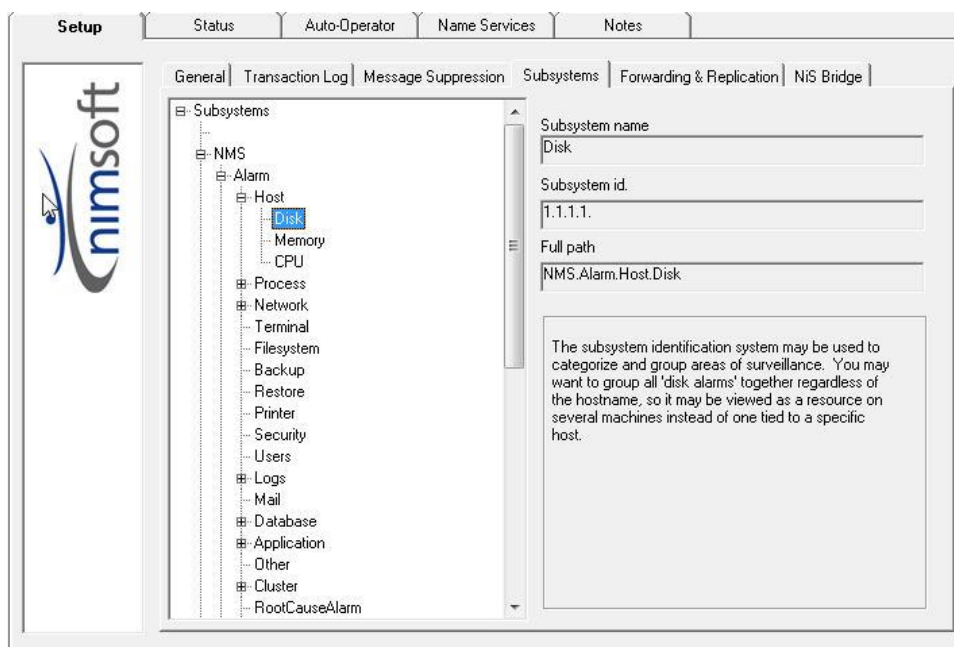 Setup
Status
Auto-Operator
Name Services
Notes
nimsoft
General
Transaction Log
Message Suppression
Subsystems
Forwarding & Replication
NiS Bridge
Subsystems
NMS
Alarm
Host
Disk
Memory
CPU
Process
Network
Terminal
Filesystem
Backup
Restore
Printer
Security
Users
Logs
Mail
Database
Application
Other
Cluster
RootCauseAlarm
Subsystem name
Disk
Subsystem id.
1.1.1.1.
Full path
NMS.Alarm.Host.Disk
The subsystem identification system may be used to
categorize and group areas of surveillance. You may
want to group all 'disk alarms' together regardless of
the hostname, so it may be viewed as a resource on
several machines instead of one tied to a specific
host.